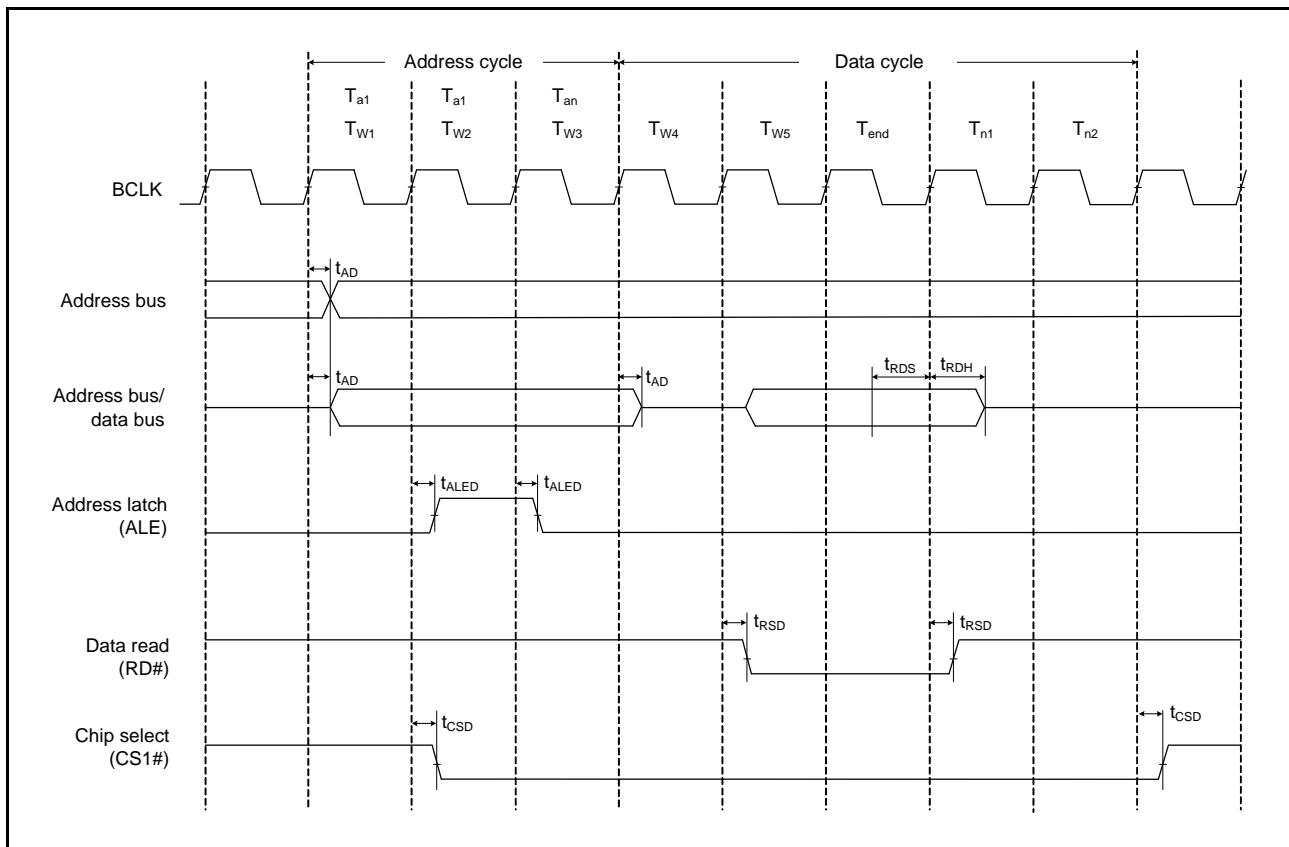 Address cycle Data cycle
Ta1 Ta1 Tan
TW1 TW2 TW3 TW4 TW5 Tend Tn1 Tn2
BCLK
tAD
Address bus
tAD tAD tRDS tRDH
Address bus/
data bus
tALED tALED
Address latch
(ALE)
tRSD tRSD
Data read
(RD#)
tCSD tCSD
Chip select
(CS1#)